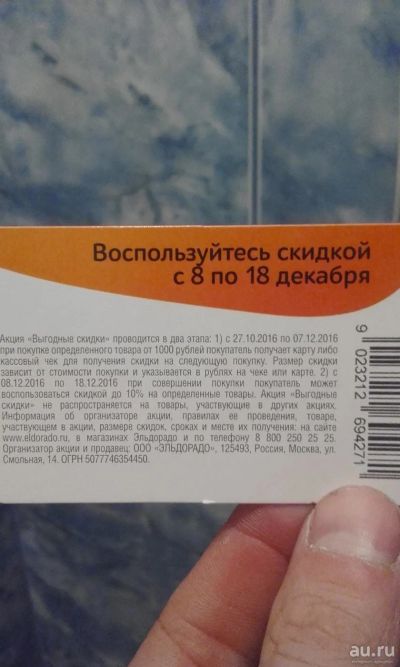 Воспользуйтесь скидкой
с 8 по 18 декабря
Акция «Выгодные скидки» проводится в два этапа: 1) с 27.10.2016 по 07.12.2016
при покупке определенного товара от 1000 рублей покупатель получает карту либо
кассовый чек для получения скидки на следующую покупку. Размер скидки
зависит от стоимости покупки и указывается в рублях на чеке или карте. 2) с
08.12.2016 по 18.12.2016 при совершении покупки покупатель может
воспользоваться скидкой до 10% на определенные товары. Акция «Выгодные
скидки» не распространяется на товары, участвующие в других акциях.
Информация об организаторе акции, правилах ее проведения, товаре,
участвующем в акции, размере скидок, сроках и месте их получения: на сайте
www.eldorado.ru, в магазинах Эльдорадо и по телефону 8 800 250 25 25.
Организатор акции и продавец: ООО «ЭЛЬДОРАДО», 125493, Россия, Москва, ул.
Смольная, 14. ОГРН 5077746354450.
9 023212 694271
au.ru